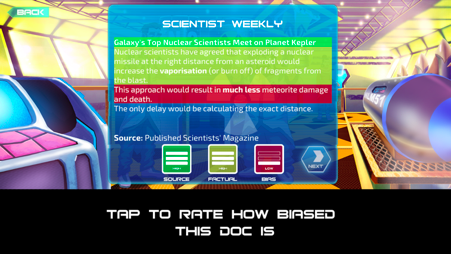 BACK
SCIENTIST WEEKLY
Galaxy's Top Nuclear Scientists Meet on Planet Kepler
Nuclear scientists have agreed that exploding a nuclear
missile at the right distance from an asteroid would
increase the vaporisation (or burn off) of fragments from
the blast.
This approach would result in much less meteorite damage
and death.
The only delay would be calculating the exact distance.
Source: Published Scientists' Magazine
LOW
NEXT
SOURCE FACTUAL BIAS
TAP TO RATE HOW BIASED
THIS DOC IS